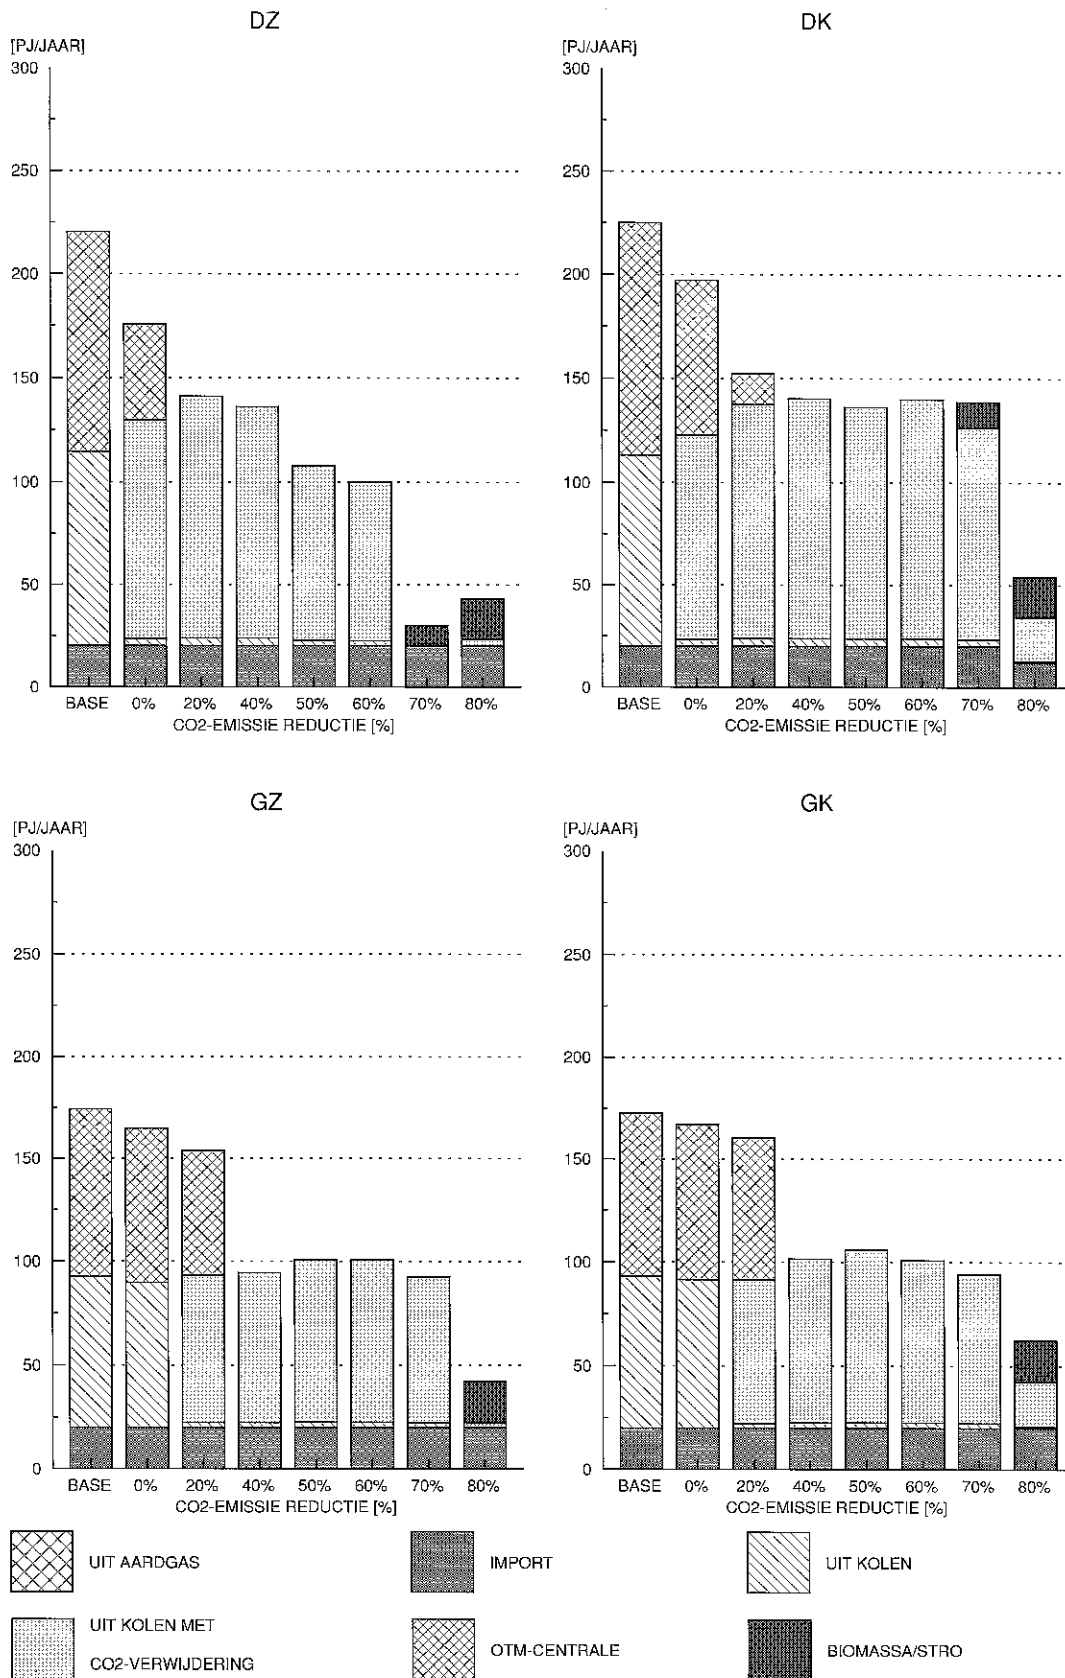 DZ
[PJ/JAAR]
300
250
200
150
100
50
0
BASE 0% 20% 40% 50% 60% 70% 80%
CO2-EMISSIE REDUCTIE [%]
DK
[PJ/JAAR]
300
250
200
150
100
50
0
BASE 0% 20% 40% 50% 60% 70% 80%
CO2-EMISSIE REDUCTIE [%]
GZ
[PJ/JAAR]
300
250
200
150
100
50
0
BASE 0% 20% 40% 50% 60% 70% 80%
CO2-EMISSIE REDUCTIE [%]
GK
[PJ/JAAR]
300
250
200
150
100
50
0
BASE 0% 20% 40% 50% 60% 70% 80%
CO2-EMISSIE REDUCTIE [%]
UIT AARDGAS
IMPORT
UIT KOLEN
UIT KOLEN MET
CO2-VERWIJDERING
OTM-CENTRALE
BIOMASSA/STRO